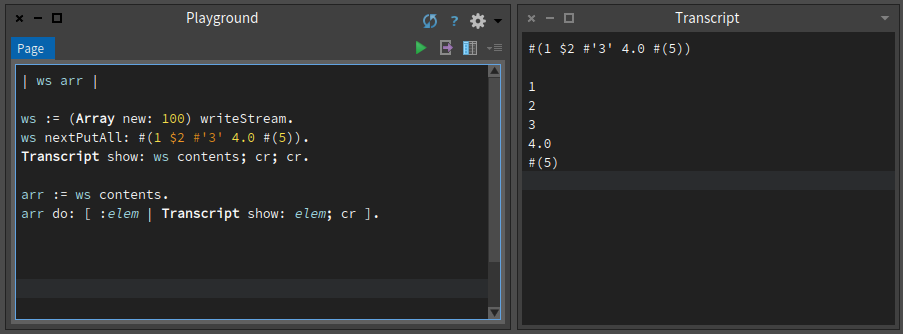 Playground
?
Page
| ws arr |
ws := (Array new: 100) writeStream.
ws nextPutAll: #(1 $2 #'3' 4.0 #(5)).
Transcript show: ws contents; cr; cr.
arr := ws contents.
arr do: [ :elem | Transcript show: elem; cr ].
Transcript
#(1 $2 #'3' 4.0 #(5))
1
2
3
4.0
#(5)